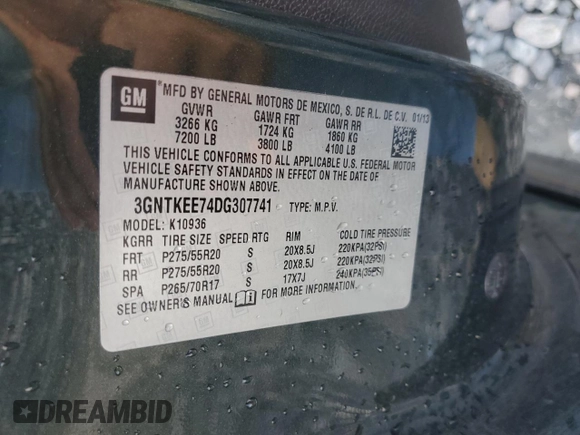 GM
*MFD BY GENERAL MOTORS DE MEXICO, S. DE R.L. DE C.V. 01/13
GVWR GAWR FRT GAWR RR
3266 KG 1724 KG 1860 KG
7200 LB 3800 LB 4100 LB
THIS VEHICLE CONFORMS TO ALL APPLICABLE U.S. FEDERAL MOTOR
VEHICLE SAFETY STANDARDS IN EFFECT ON THE DATE OF
MANUFACTURE SHOWN ABOVE.
3GNTKEE74DG307741 TYPE: M.P.V.
MODEL: K10936
KGRR TIRE SIZE SPEED RTG RIM COLD TIRE PRESSURE
FRT P275/55R20 S 20X8.5J 220KPA(32PSI)
RR P275/55R20 S 20X8.5J 220KPA(32PSI)
SPA P265/70R17 S 17X7J 240KPA(35PSI)
SEE OWNER'S MANUAL FOR MORE INFORMATION.
DREAMBID